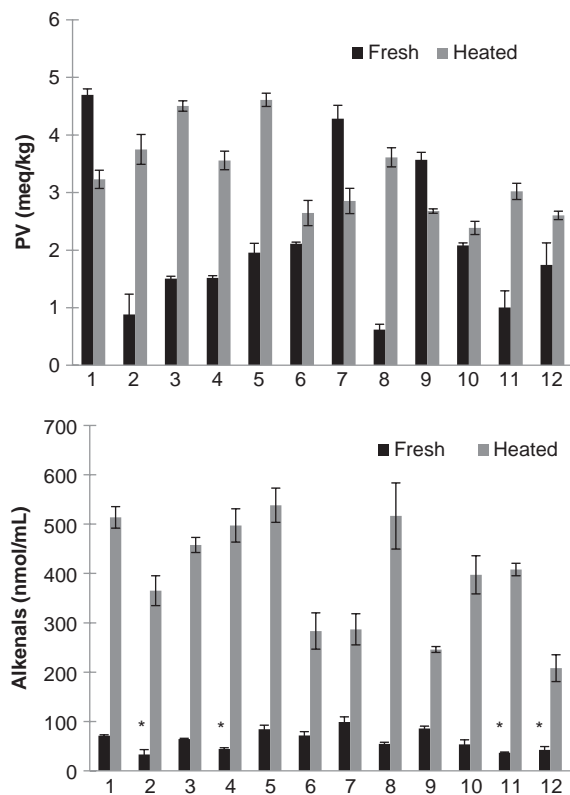 6
Fresh Heated
5
4
3
2
1
0
PV (meq/kg)
1 2 3 4 5 6 7 8 9 10 11 12
700
Fresh Heated
600
500
400
300
200
100
0
Alkenals (nmol/mL)
* * * *
1 2 3 4 5 6 7 8 9 10 11 12